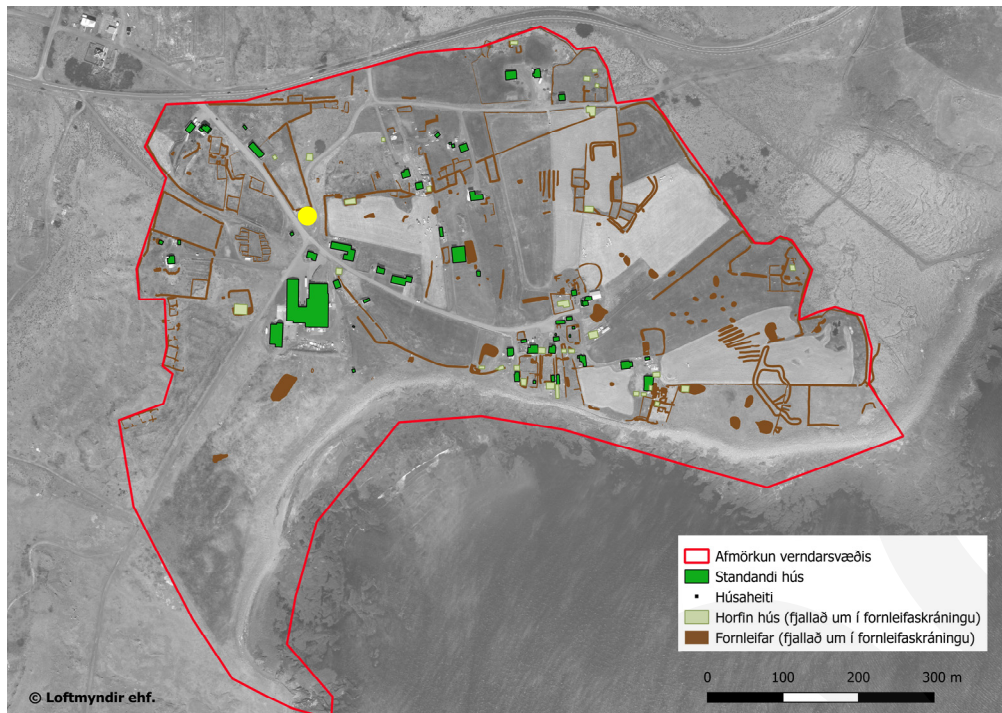 Afmörkun verndarsvæðis
Standandi hús
Húsaheiti
Horfin hús (fjallað um í fornleifaskráningu)
Fornleifar (fjallað um í fornleifaskráningu)
0 100 200 300 m
© Loftmyndir ehf.